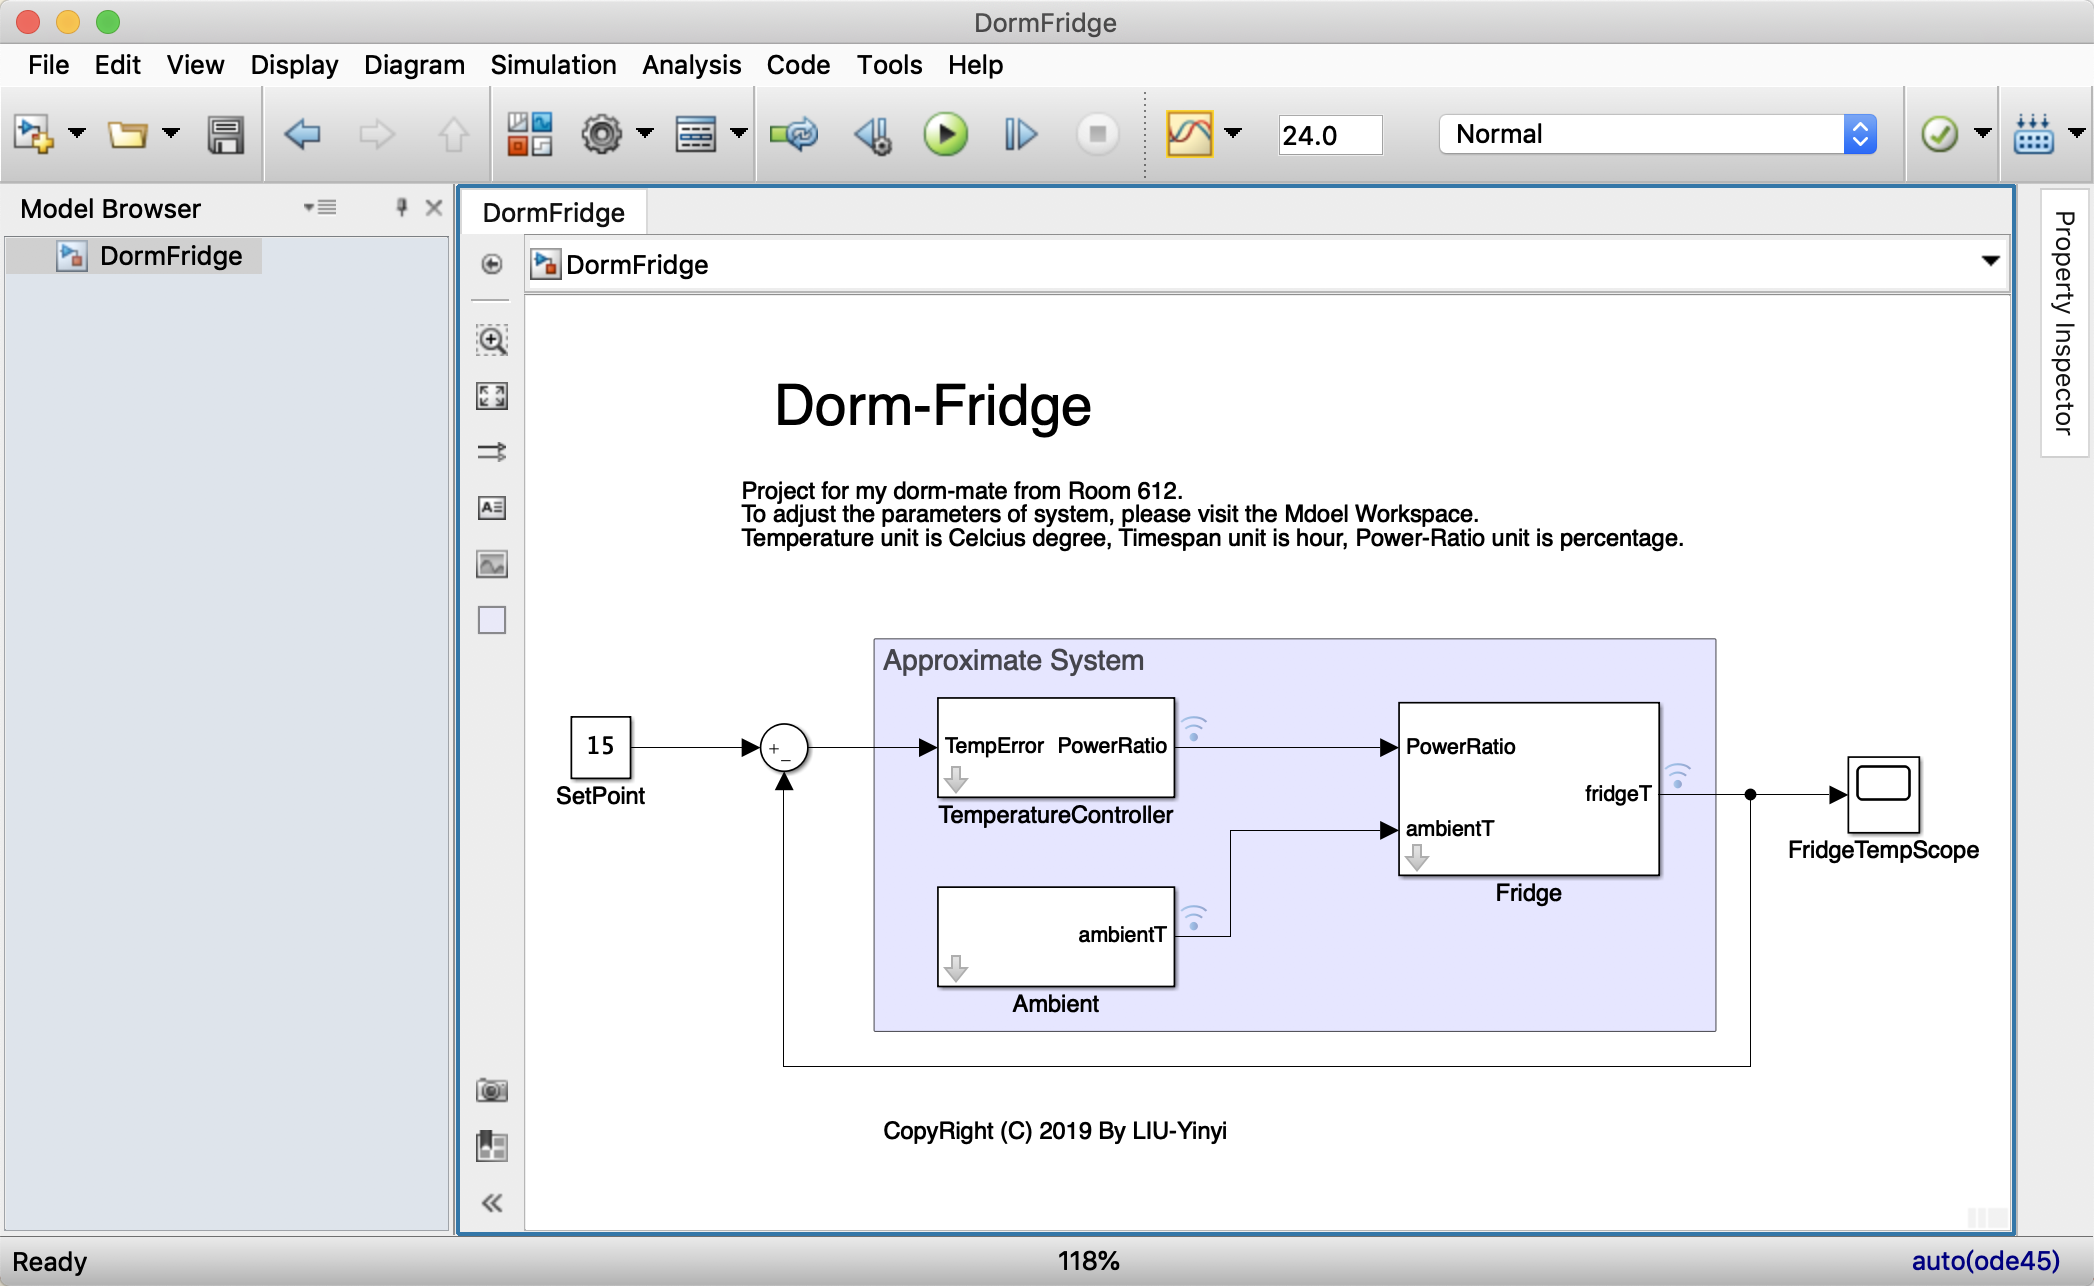 DormFridge
File Edit View Display Diagram Simulation Analysis Code Tools Help
24.0
Normal
Model Browser
DormFridge
DormFridge
DormFridge
Property Inspector
Dorm-Fridge
Project for my dorm-mate from Room 612.
To adjust the parameters of system, please visit the Mdoel Workspace.
Temperature unit is Celcius degree, Timespan unit is hour, Power-Ratio unit is percentage.
Approximate System
15
SetPoint
+
−
TempError PowerRatio
TemperatureController
PowerRatio
ambientT
fridgeT
Fridge
FridgeTempScope
ambientT
Ambient
CopyRight (C) 2019 By LIU-Yinyi
Ready
118%
auto(ode45)